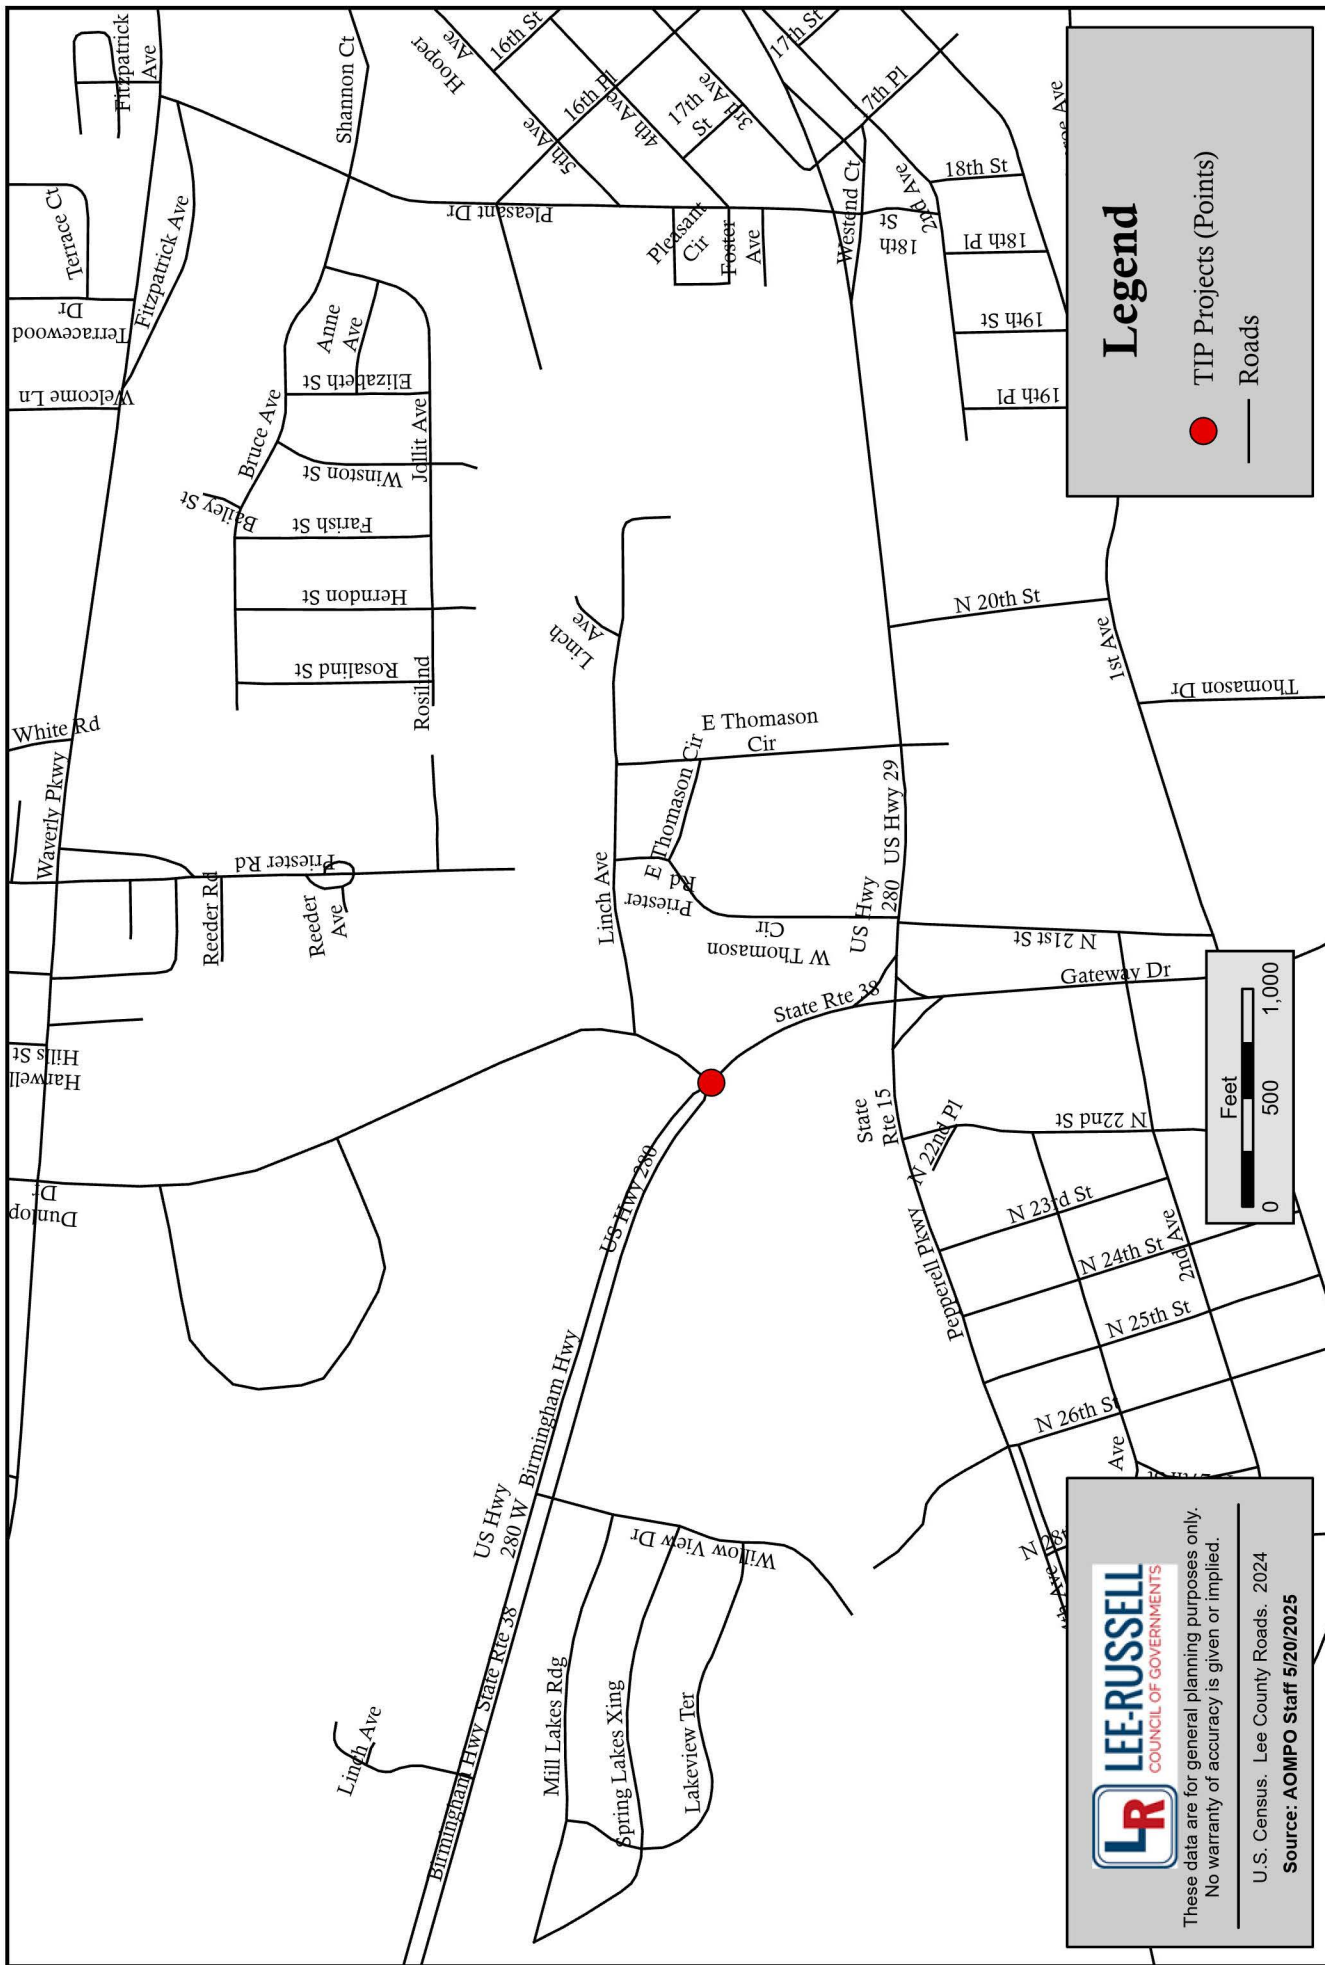 Waverly Pkwy
White Rd
Welcome Ln
Terracewood
Dr
Terrace Ct
Fitzpatrick
Ave
Fitzpatrick Ave
Dunlop
Dr
Harwell
Hills St
Reeder Rd
Priester Rd
Reeder
Ave
Bailey St
Bruce Ave
Anne
Ave
Shannon Ct
Rosalind St
Herndon St
Farish St
Winston St
Elizabeth St
Rosilind
Jollit Ave
Hooper
Ave
16th St
5th Ave
16th Pl
4th Ave
17th
St
3rd Ave
17th St
17th Pl
Pleasant Dr
Pleasant
Cir
Foster
Ave
Westend Ct
18th
St
2nd Ave
18th St
18th Pl
19th St
19th Pl
Linch Ave
Birmingham Hwy
State Rte 38
US Hwy
280 W
Birmingham Hwy
US Hwy 280
Linch Ave
Linch
Ave
Mill Lakes Rdg
Spring Lakes Xing
Lakeview Ter
Willow View Dr
Priester
Rd
E Thomason Cir
E Thomason
Cir
W Thomason
Cir
State Rte 38
US Hwy
280
US Hwy 29
State
Rte 15
Pepperell Pkwy
N 22nd Pl
N 22nd St
N 23rd St
N 24th St
N 25th St
N 26th St
2nd Ave
Ave
Gateway Dr
N 21st St
N 20th St
1st Ave
Thomason Dr
Ave
LR LEE-RUSSELL
COUNCIL OF GOVERNMENTS
These data are for general planning purposes only.
No warranty of accuracy is given or implied.
U.S. Census. Lee County Roads. 2024
Source: AOMPO Staff 5/20/2025
Feet
0 500 1,000
Legend
TIP Projects (Points)
Roads